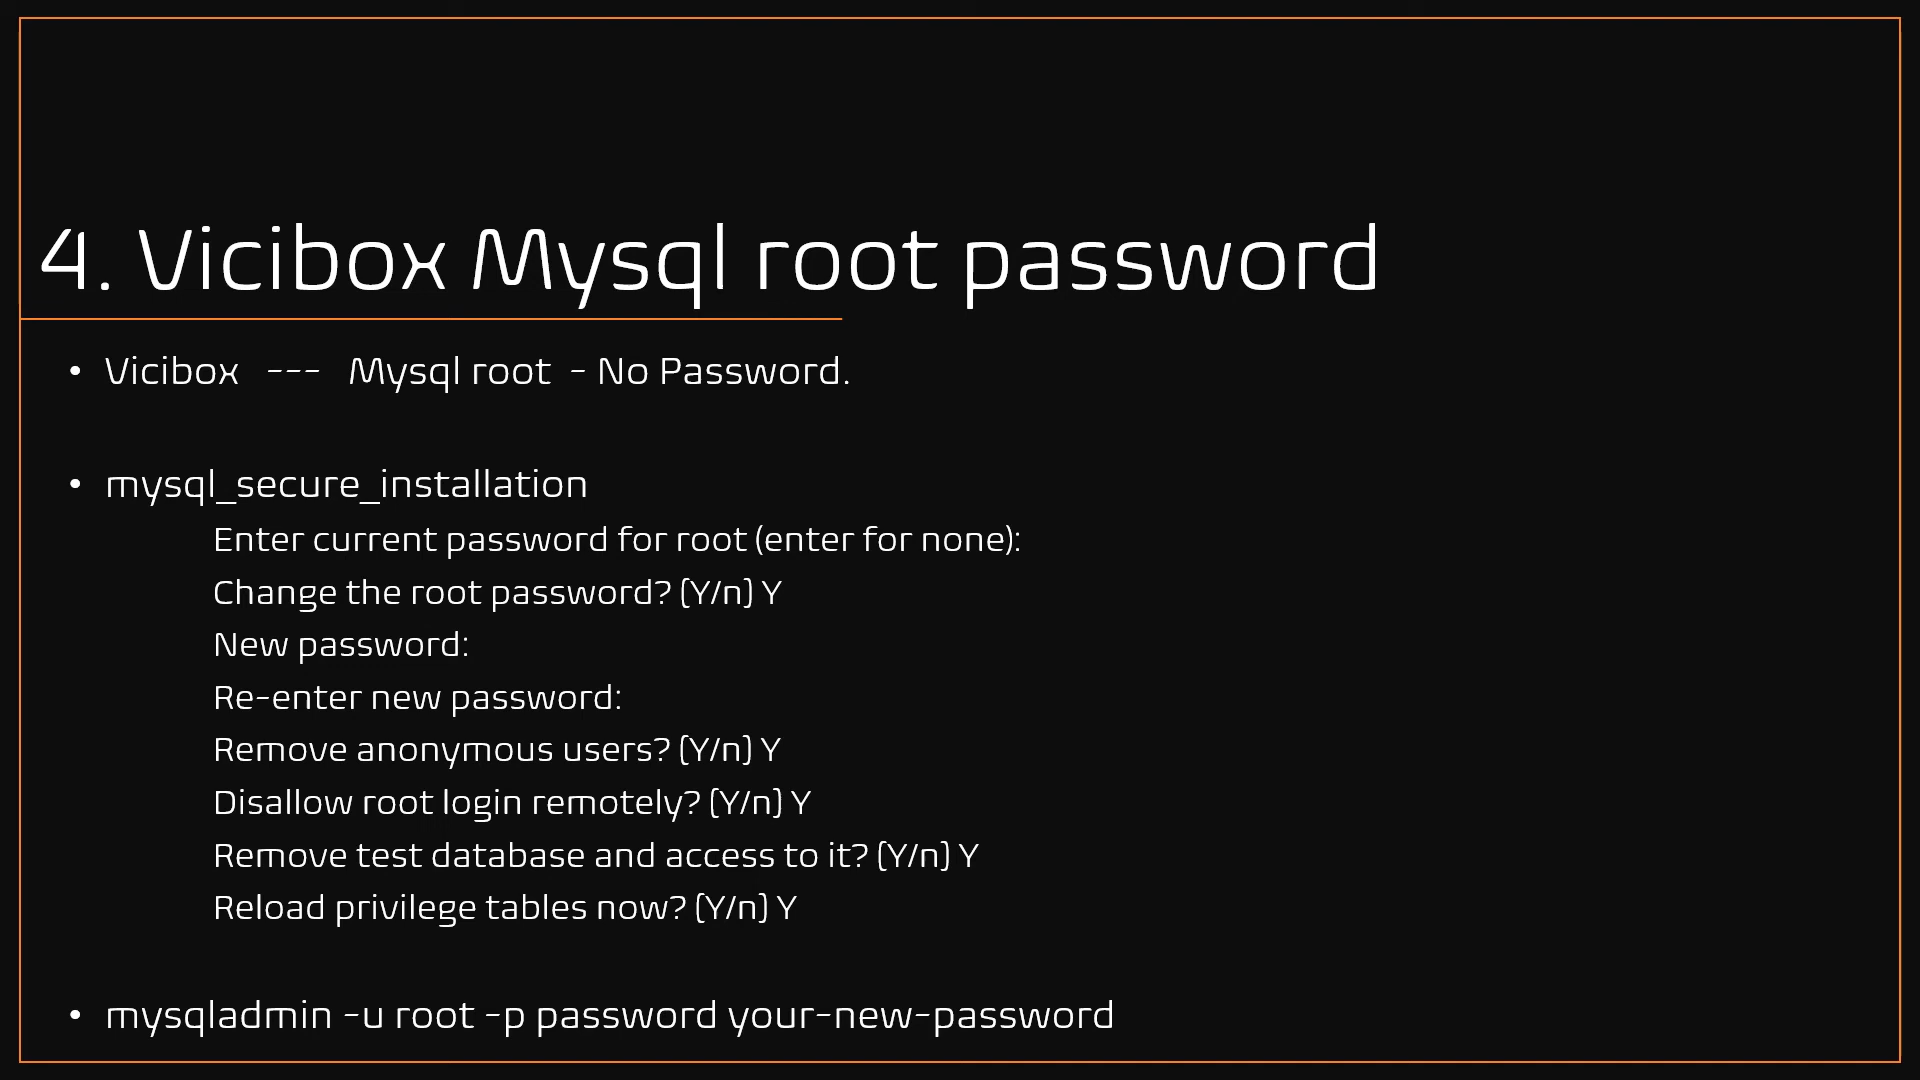 4. Vicibox Mysql root password
• Vicibox --- Mysql root - No Password.
• mysql_secure_installation
Enter current password for root (enter for none):
Change the root password? (Y/n) Y
New password:
Re-enter new password:
Remove anonymous users? (Y/n) Y
Disallow root login remotely? (Y/n) Y
Remove test database and access to it? (Y/n) Y
Reload privilege tables now? (Y/n) Y
• mysqladmin -u root -p password your-new-password